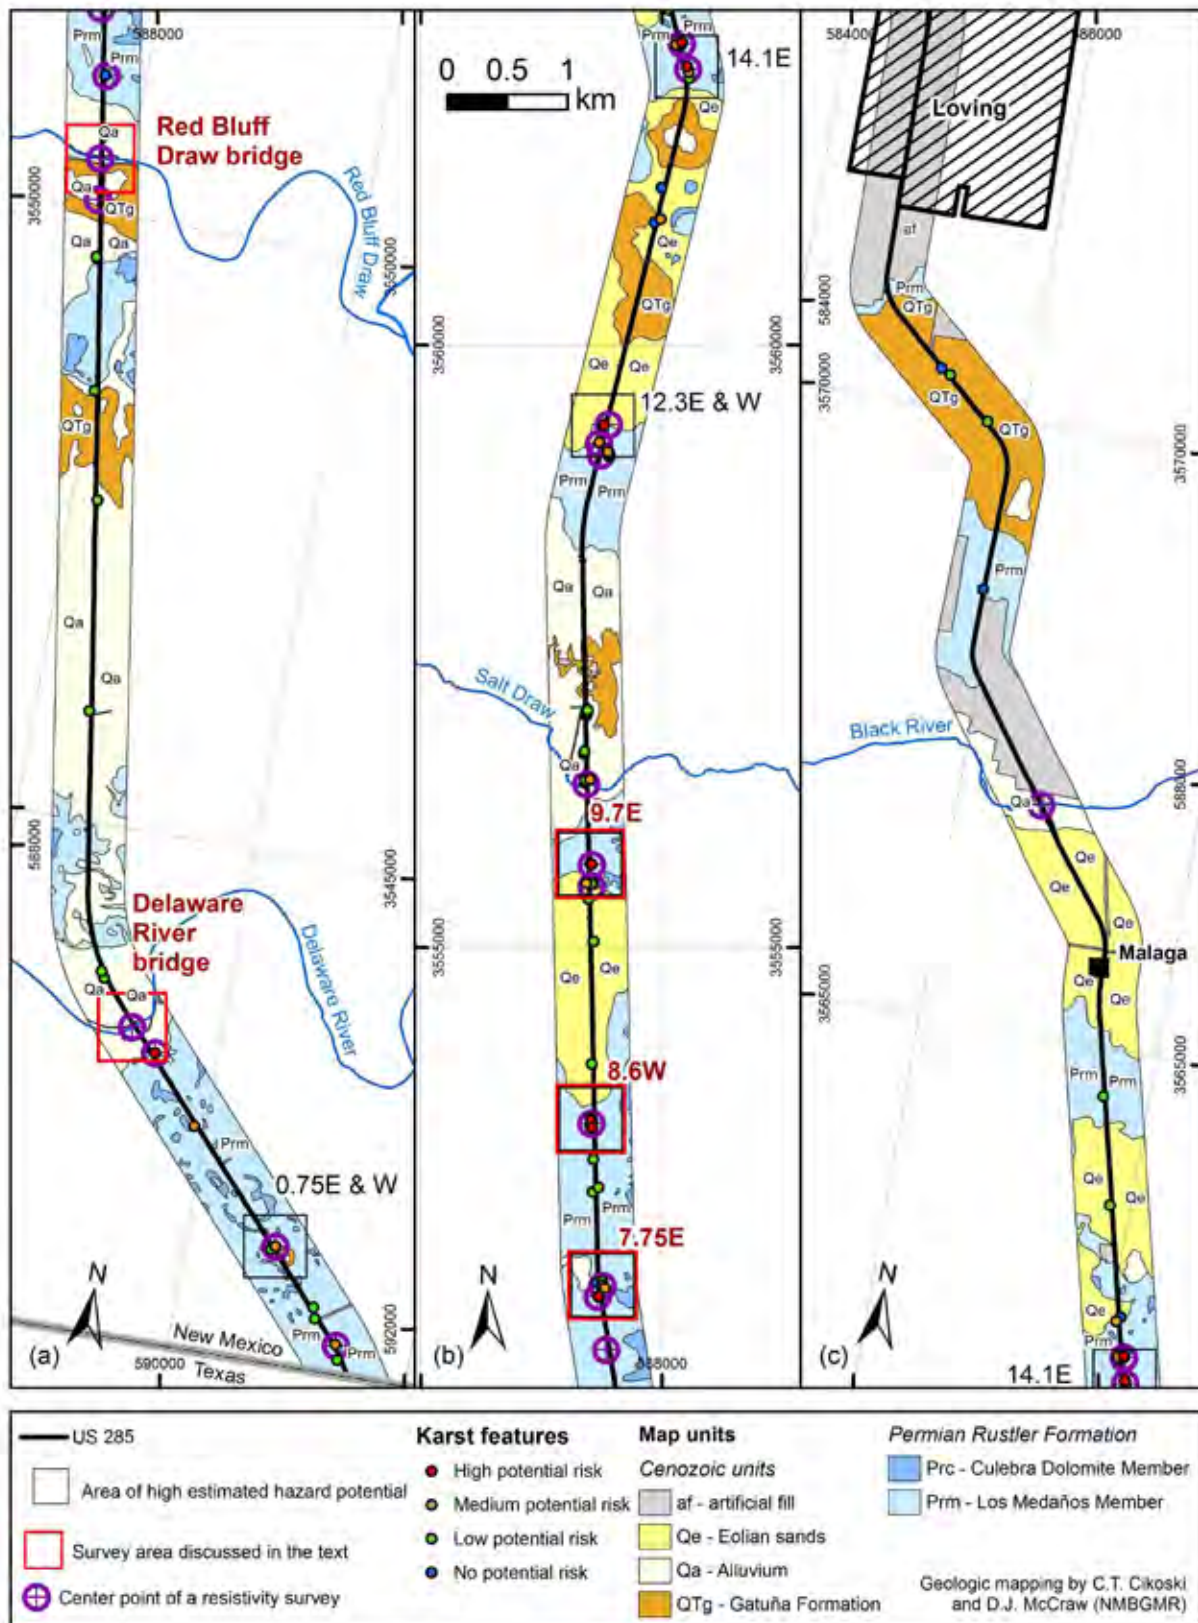 Prm
588000
Prm
Qa
Red Bluff
Draw bridge
Qa
QTg
3550000
Qa
Qa
Red Bluff Draw
3550000
QTg
Qa
Qa
588000
3545000
Delaware
River
bridge
Delaware River
Qa
Qa
Prm
0.75E & W
N
Prm
Prm
592000
New Mexico
Texas
(a)
590000
0 0.5 1
km
Prm
Prm
14.1E
Qe
Qe
QTg
3560000
3560000
Qe
Qe
12.3E & W
Prm
Prm
Qa
Qa
Salt Draw
Qa
9.7E
3555000
3555000
Qe
Qe
8.6W
Prm
Prm
7.75E
N
(b)
588000
584000
588000
Loving
af
584000
Prm
QTg
3570000
QTg
QTg
3570000
Prm
Black River
588000
Qa
Qe
Qe
Qe
Malaga
Qe
Qe
3565000
3565000
Prm
Prm
Qe
Qe
N
Qe
Prm
(c)
14.1E
US 285
Area of high estimated hazard potential
Survey area discussed in the text
Center point of a resistivity survey
Karst features
High potential risk
Medium potential risk
Low potential risk
No potential risk
Map units
Cenozoic units
af - artificial fill
Qe - Eolian sands
Qa - Alluvium
QTg - Gatuña Formation
Permian Rustler Formation
Prc - Culebra Dolomite Member
Prm - Los Medaños Member
Geologic mapping by C.T. Cikoski
and D.J. McCraw (NMBGMR)